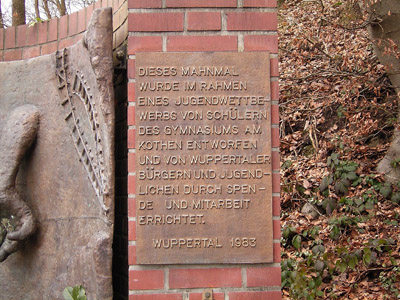 DIESES MAHNMAL
WURDE IM RAHMEN
EINES JUGENDWETTBE-
WERBS VON SCHÜLERN
DES GYMNASIUMS AM
KOTHEN ENTWORFEN
UND VON WUPPERTALER
BÜRGERN UND JUGEND-
LICHEN DURCH SPEN-
DE UND MITARBEIT
ERRICHTET.
WUPPERTAL 1983